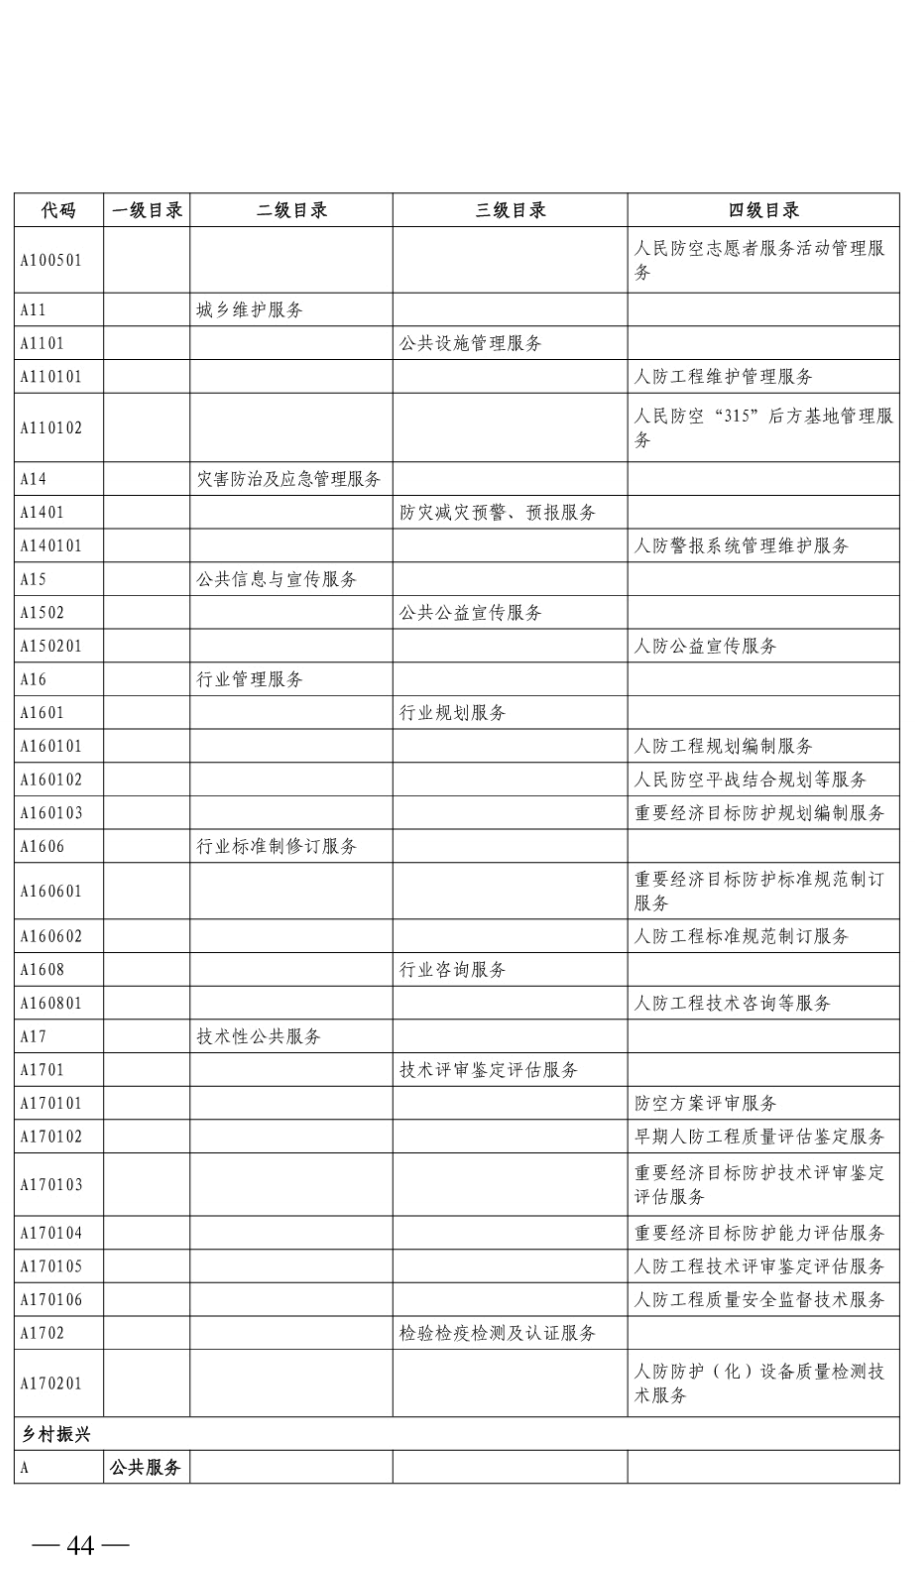 代码 一级目录 二级目录 三级目录 四级目录
A100501 人民防空志愿者服务活动管理服
务
A11 城乡维护服务
A1101 公共设施管理服务
A110101 人防工程维护管理服务
A110102 人民防空“315”后方基地管理服
务
A14 灾害防治及应急管理服务
A1401 防灾减灾预警、预报服务
A140101 人防警报系统管理维护服务
A15 公共信息与宣传服务
A1502 公共公益宣传服务
A150201 人防公益宣传服务
A16 行业管理服务
A1601 行业规划服务
A160101 人防工程规划编制服务
A160102 人民防空平战结合规划等服务
A160103 重要经济目标防护规划编制服务
A1606 行业标准制修订服务
A160601 重要经济目标防护标准规范制订
服务
A160602 人防工程标准规范制订服务
A1608 行业咨询服务
A160801 人防工程技术咨询等服务
A17 技术性公共服务
A1701 技术评审鉴定评估服务
A170101 防空方案评审服务
A170102 早期人防工程质量评估鉴定服务
A170103 重要经济目标防护技术评审鉴定
评估服务
A170104 重要经济目标防护能力评估服务
A170105 人防工程技术评审鉴定评估服务
A170106 人防工程质量安全监督技术服务
A1702 检验检疫检测及认证服务
A170201 人防防护（化）设备质量检测技
术服务
乡村振兴
A 公共服务
— 44 —